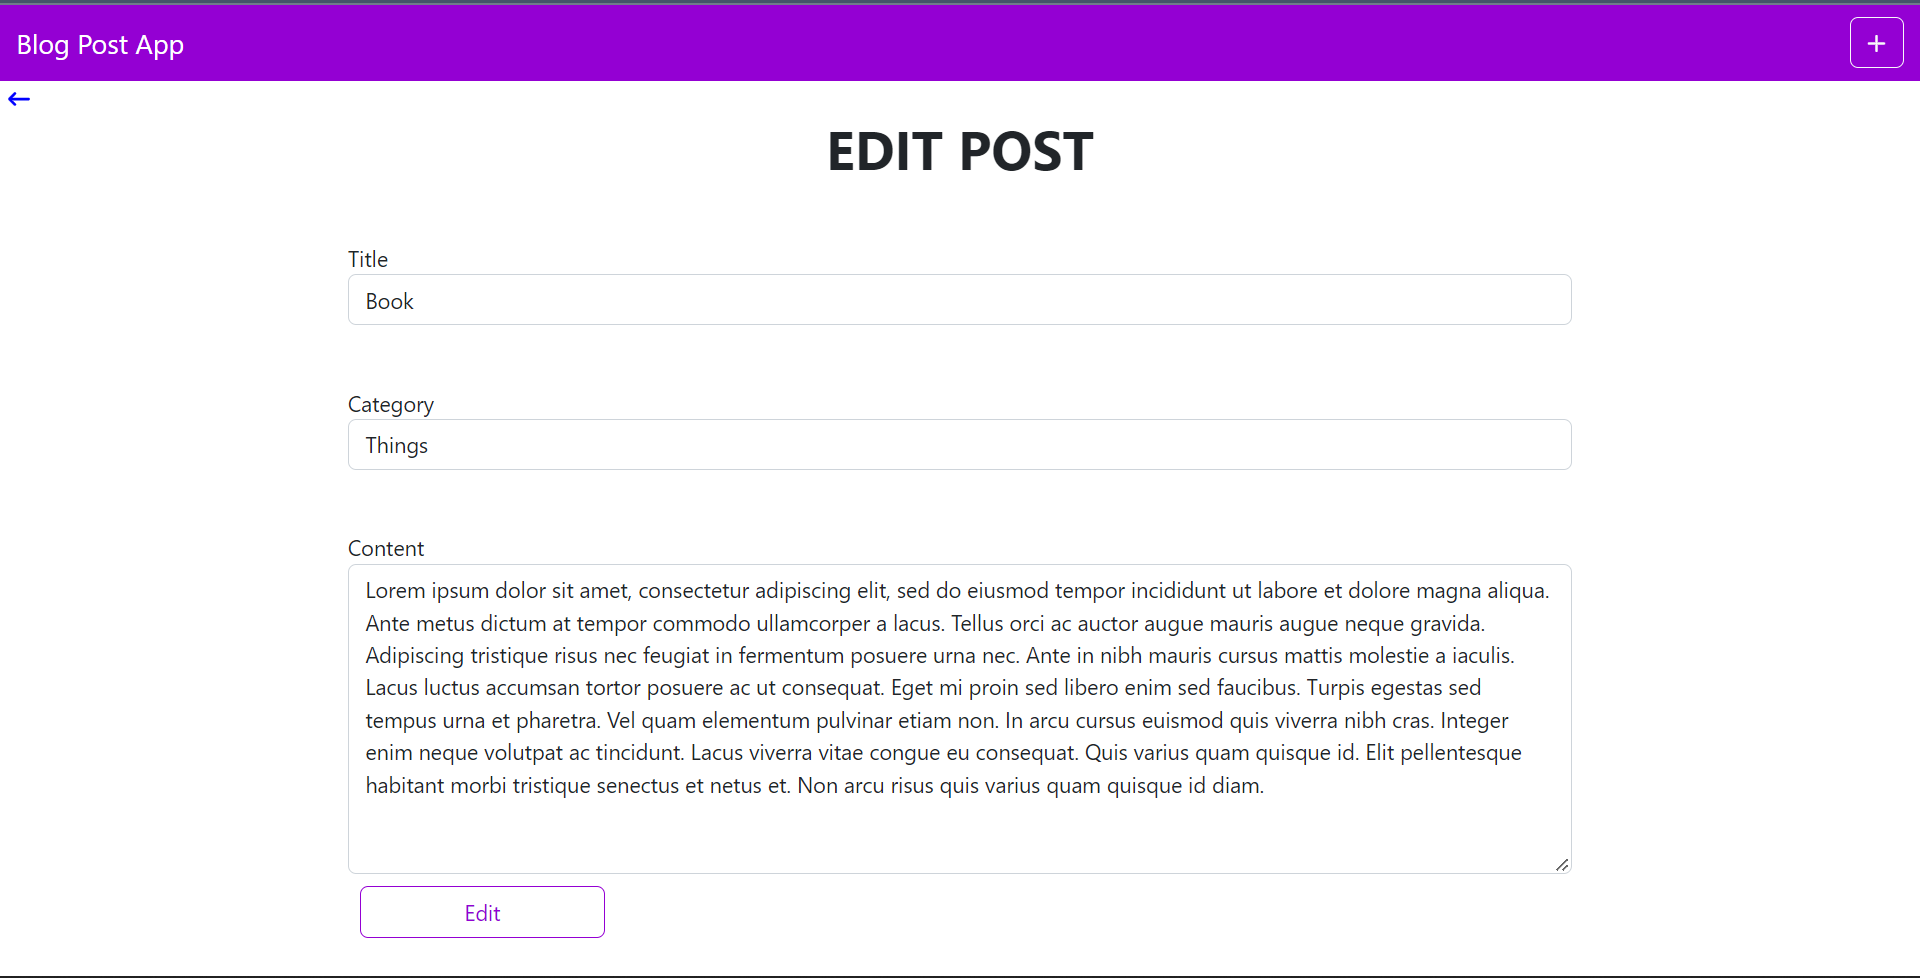 Blog Post App
+
←
EDIT POST
Title
Book
Category
Things
Content
Lorem ipsum dolor sit amet, consectetur adipiscing elit, sed do eiusmod tempor incididunt ut labore et dolore magna aliqua.
Ante metus dictum at tempor commodo ullamcorper a lacus. Tellus orci ac auctor augue mauris augue neque gravida.
Adipiscing tristique risus nec feugiat in fermentum posuere urna nec. Ante in nibh mauris cursus mattis molestie a iaculis.
Lacus luctus accumsan tortor posuere ac ut consequat. Eget mi proin sed libero enim sed faucibus. Turpis egestas sed
tempus urna et pharetra. Vel quam elementum pulvinar etiam non. In arcu cursus euismod quis viverra nibh cras. Integer
enim neque volutpat ac tincidunt. Lacus viverra vitae congue eu consequat. Quis varius quam quisque id. Elit pellentesque
habitant morbi tristique senectus et netus et. Non arcu risus quis varius quam quisque id diam.
Edit